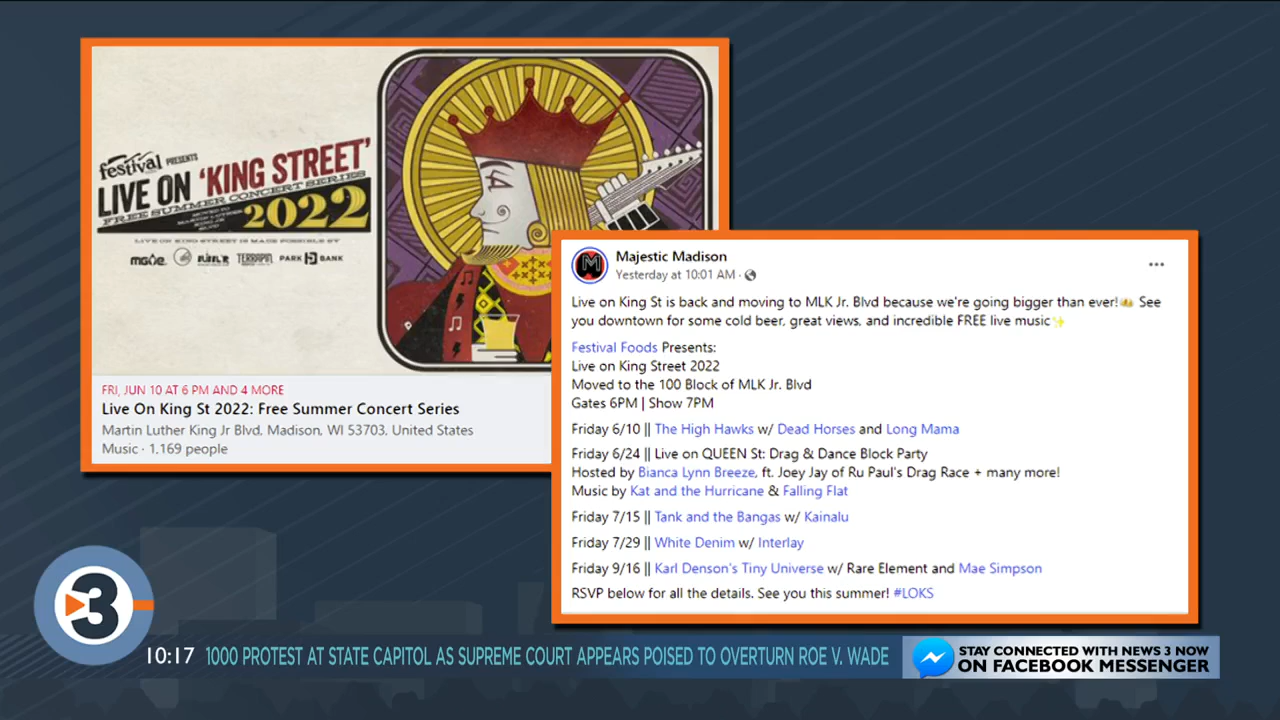 festival PRESENTS
LIVE ON 'KING STREET'
FREE SUMMER CONCERT SERIES
2022
LIVE ON KING STREET IS MADE POSSIBLE BY
mgoe TERRAPIN PARK BANK
FRI, JUN 10 AT 6 PM AND 4 MORE
Live On King St 2022: Free Summer Concert Series
Martin Luther King Jr Blvd, Madison, WI 53703, United States
Music · 1,169 people
M
Majestic Madison
Yesterday at 10:01 AM ·
Live on King St is back and moving to MLK Jr. Blvd because we're going bigger than ever! See
you downtown for some cold beer, great views, and incredible FREE live music
Festival Foods Presents:
Live on King Street 2022
Moved to the 100 Block of MLK Jr. Blvd
Gates 6PM | Show 7PM
Friday 6/10 || The High Hawks w/ Dead Horses and Long Mama
Friday 6/24 || Live on QUEEN St: Drag & Dance Block Party
Hosted by Bianca Lynn Breeze, ft. Joey Jay of Ru Paul's Drag Race + many more!
Music by Kat and the Hurricane & Falling Flat
Friday 7/15 || Tank and the Bangas w/ Kainalu
Friday 7/29 || White Denim w/ Interlay
Friday 9/16 || Karl Denson's Tiny Universe w/ Rare Element and Mae Simpson
RSVP below for all the details. See you this summer! #LOKS
3
10:17 1000 PROTEST AT STATE CAPITOL AS SUPREME COURT APPEARS POISED TO OVERTURN ROE V. WADE
STAY CONNECTED WITH NEWS 3 NOW
ON FACEBOOK MESSENGER